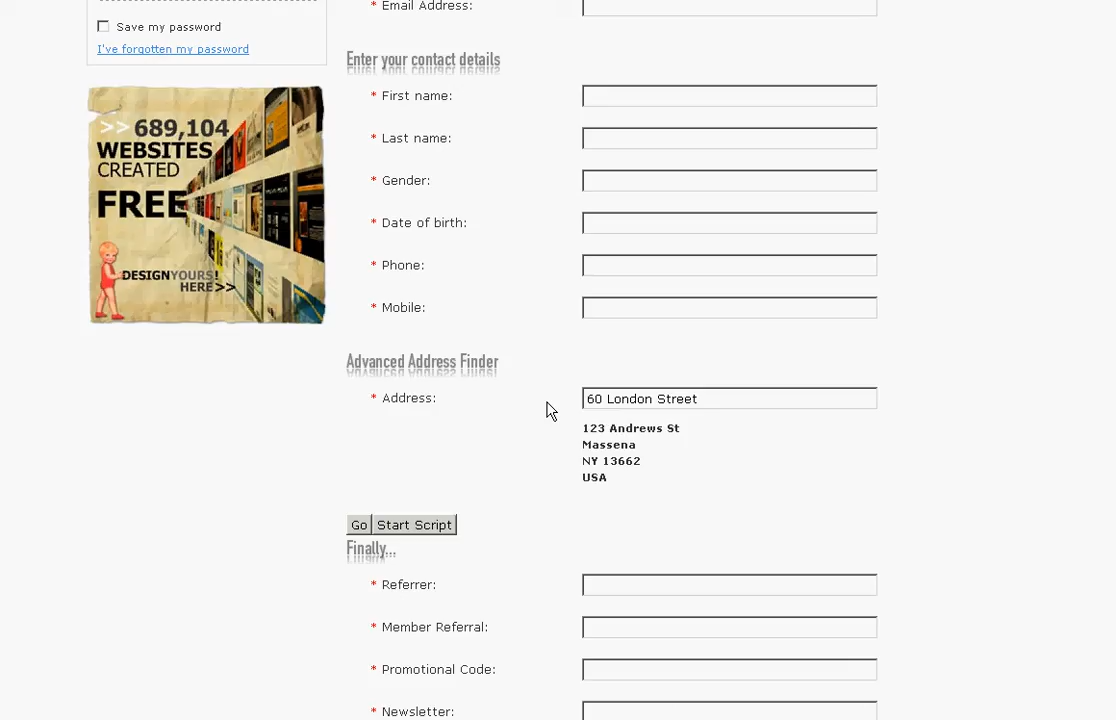 * Email Address:
Save my password
I've forgotten my password
>> 689,104
WEBSITES
CREATED
FREE
DESIGNYOURS!
HERE>>
Enter your contact details
* First name:
* Last name:
* Gender:
* Date of birth:
* Phone:
* Mobile:
Advanced Address Finder
* Address: 60 London Street
123 Andrews St
Massena
NY 13662
USA
Go Start Script
Finally...
* Referrer:
* Member Referral:
* Promotional Code:
* Newsletter: